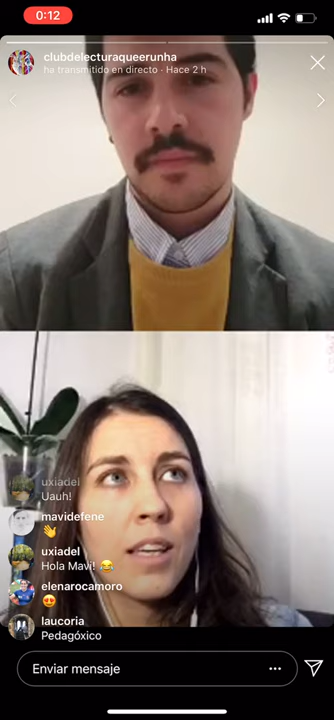 0:12
clubdelecturaqueerunha
ha transmitido en directo · Hace 2 h
uxiadel
Uauh!
mavidefene
👋
uxiadel
Hola Mavi! 😂
elenarocamoro
😍
laucoria
Pedagóxico
Enviar mensaje